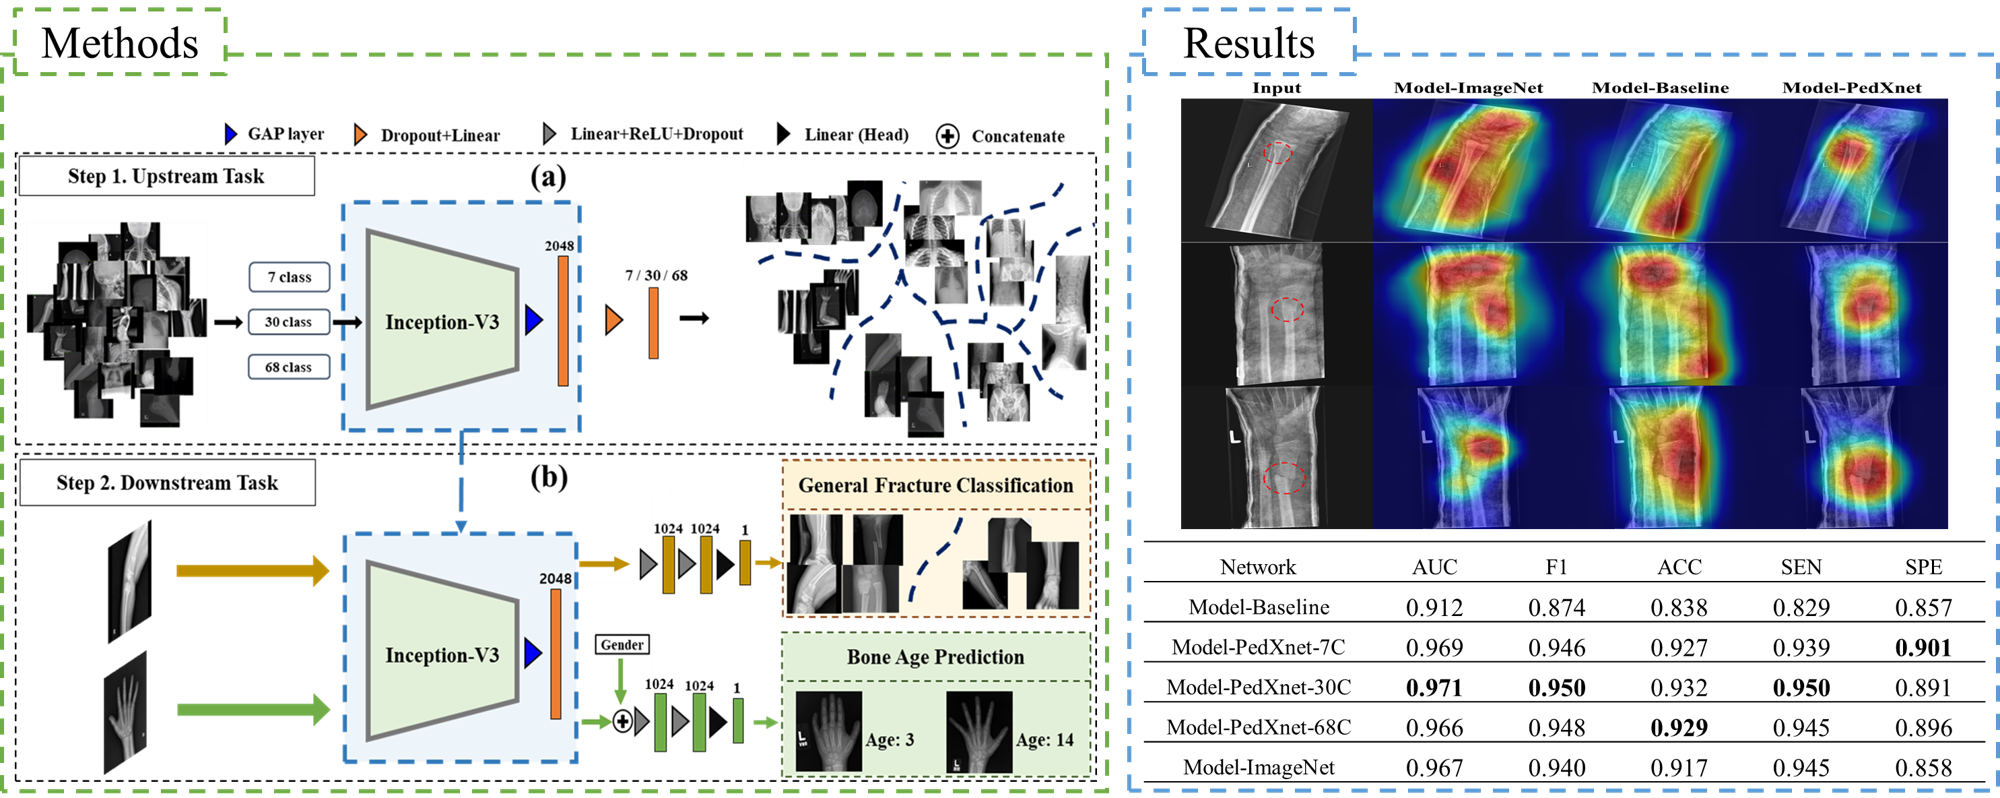 Methods
GAP layer Dropout+Linear Linear+ReLU+Dropout Linear (Head) Concatenate
Step 1. Upstream Task
(a)
7 class
30 class
68 class
Inception-V3
2048
7 / 30 / 68
Step 2. Downstream Task
(b)
Inception-V3
2048
1024 1024 1
General Fracture Classification
Gender
1024 1024 1
Bone Age Prediction
L
Age: 3
L
Age: 14
Results
Input Model-ImageNet Model-Baseline Model-PedXnet
L
L
Network AUC F1 ACC SEN SPE
Model-Baseline 0.912 0.874 0.838 0.829 0.857
Model-PedXnet-7C 0.969 0.946 0.927 0.939 0.901
Model-PedXnet-30C 0.971 0.950 0.932 0.950 0.891
Model-PedXnet-68C 0.966 0.948 0.929 0.945 0.896
Model-ImageNet 0.967 0.940 0.917 0.945 0.858